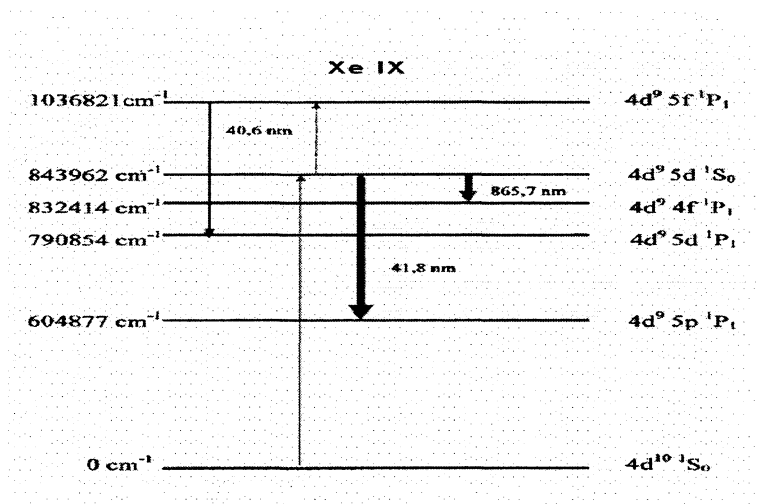 Xe IX
1036821cm⁻¹ 4d⁹ 5f ¹P₁
40,6 nm
843962 cm⁻¹ 4d⁹ 5d ¹S₀
865,7 nm
832414 cm⁻¹ 4d⁹ 4f ¹P₁
790854 cm⁻¹ 4d⁹ 5d ¹P₁
41,8 nm
604877 cm⁻¹ 4d⁹ 5p ¹P₁
0 cm⁻¹ 4d¹⁰ ¹S₀